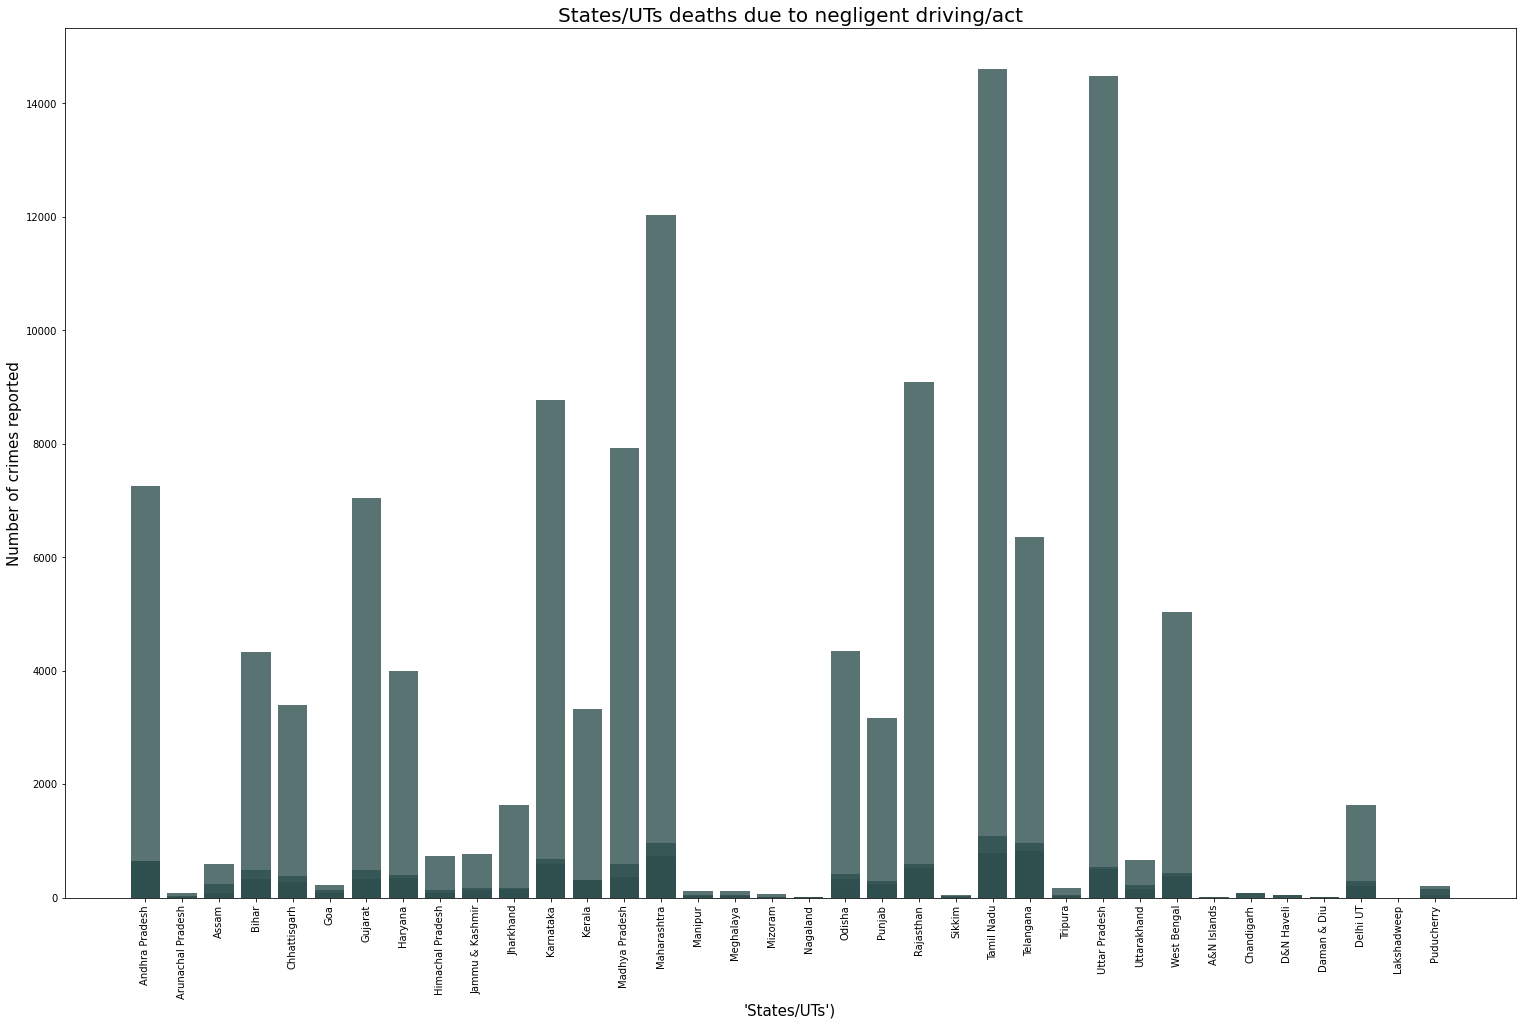 States/UTs deaths due to negligent driving/act
Number of crimes reported
14000
12000
10000
8000
6000
4000
2000
0
Andhra Pradesh
Arunachal Pradesh
Assam
Bihar
Chhattisgarh
Goa
Gujarat
Haryana
Himachal Pradesh
Jammu & Kashmir
Jharkhand
Karnataka
Kerala
Madhya Pradesh
Maharashtra
Manipur
Meghalaya
Mizoram
Nagaland
Odisha
Punjab
Rajasthan
Sikkim
Tamil Nadu
Telangana
Tripura
Uttar Pradesh
Uttarakhand
West Bengal
A&N Islands
Chandigarh
D&N Haveli
Daman & Diu
Delhi UT
Lakshadweep
Puducherry
'States/UTs')